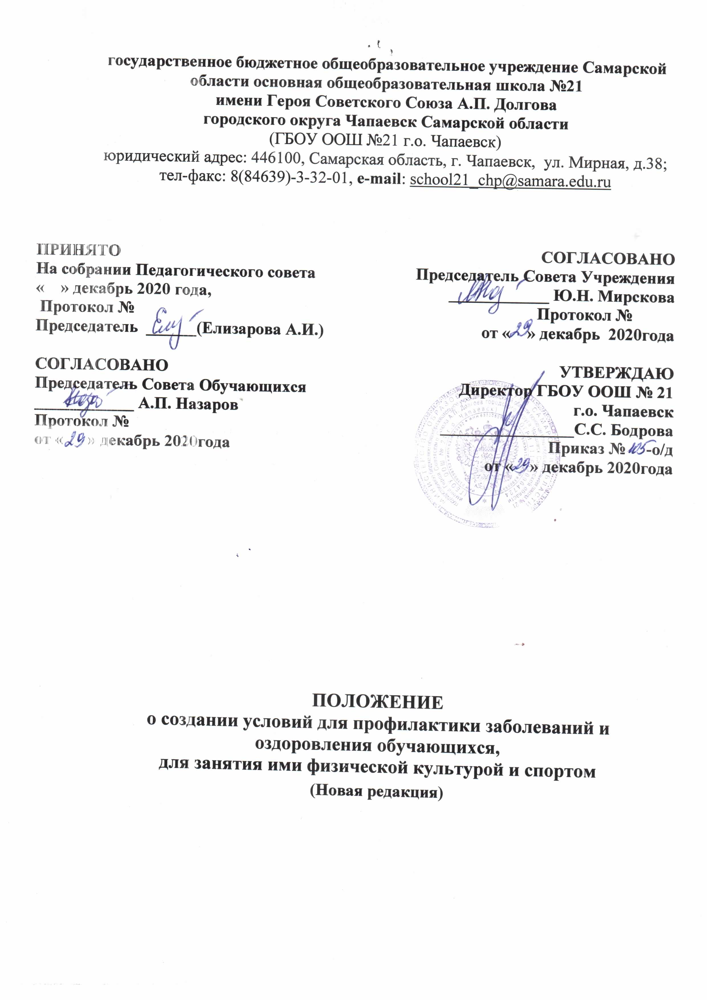 государственное бюджетное общеобразовательное учреждение Самарской
области основная общеобразовательная школа №21
имени Героя Советского Союза А.П. Долгова
городского округа Чапаевск Самарской области
(ГБОУ ООШ №21 г.о. Чапаевск)
юридический адрес: 446100, Самарская область, г. Чапаевск, ул. Мирная, д.38;
тел-факс: 8(84639)-3-32-01, e-mail: school21_chp@samara.edu.ru
ПРИНЯТО
На собрании Педагогического совета
« » декабрь 2020 года,
Протокол №
Председатель ______(Елизарова А.И.)
СОГЛАСОВАНО
Председатель Совета Учреждения
____________ Ю.Н. Мирскова
Протокол №
от «29» декабрь 2020года
СОГЛАСОВАНО
Председатель Совета Обучающихся
____________ А.П. Назаров
Протокол №
от «29» декабрь 2020года
УТВЕРЖДАЮ
Директор ГБОУ ООШ № 21
г.о. Чапаевск
________________С.С. Бодрова
Приказ № -о/д
от «29» декабрь 2020года
ПОЛОЖЕНИЕ
о создании условий для профилактики заболеваний и
оздоровления обучающихся,
для занятия ими физической культурой и спортом
(Новая редакция)